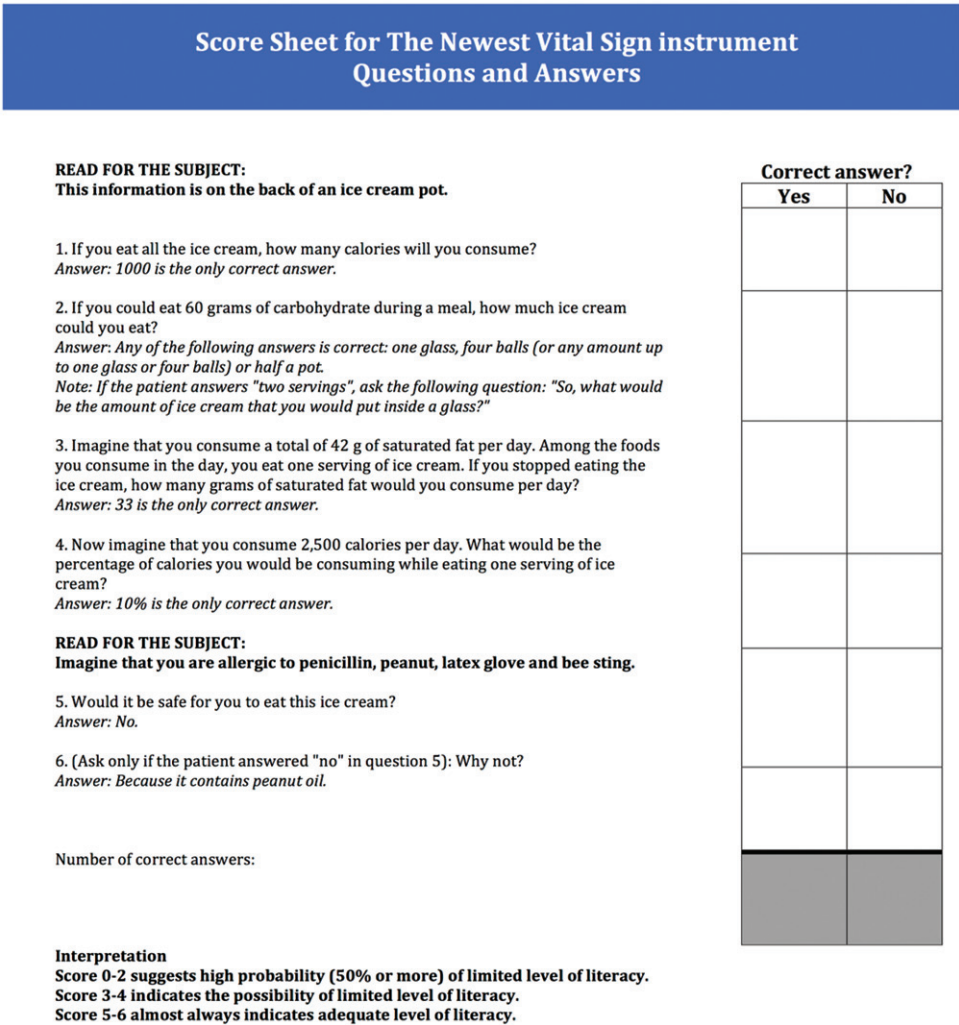 Score Sheet for The Newest Vital Sign instrument
Questions and Answers
READ FOR THE SUBJECT:
This information is on the back of an ice cream pot.
Correct answer?
Yes No
1. If you eat all the ice cream, how many calories will you consume?
Answer: 1000 is the only correct answer.
2. If you could eat 60 grams of carbohydrate during a meal, how much ice cream
could you eat?
Answer: Any of the following answers is correct: one glass, four balls (or any amount up
to one glass or four balls) or half a pot.
Note: If the patient answers "two servings", ask the following question: "So, what would
be the amount of ice cream that you would put inside a glass?"
3. Imagine that you consume a total of 42 g of saturated fat per day. Among the foods
you consume in the day, you eat one serving of ice cream. If you stopped eating the
ice cream, how many grams of saturated fat would you consume per day?
Answer: 33 is the only correct answer.
4. Now imagine that you consume 2,500 calories per day. What would be the
percentage of calories you would be consuming while eating one serving of ice
cream?
Answer: 10% is the only correct answer.
READ FOR THE SUBJECT:
Imagine that you are allergic to penicillin, peanut, latex glove and bee sting.
5. Would it be safe for you to eat this ice cream?
Answer: No.
6. (Ask only if the patient answered "no" in question 5): Why not?
Answer: Because it contains peanut oil.
Number of correct answers:
Interpretation
Score 0-2 suggests high probability (50% or more) of limited level of literacy.
Score 3-4 indicates the possibility of limited level of literacy.
Score 5-6 almost always indicates adequate level of literacy.